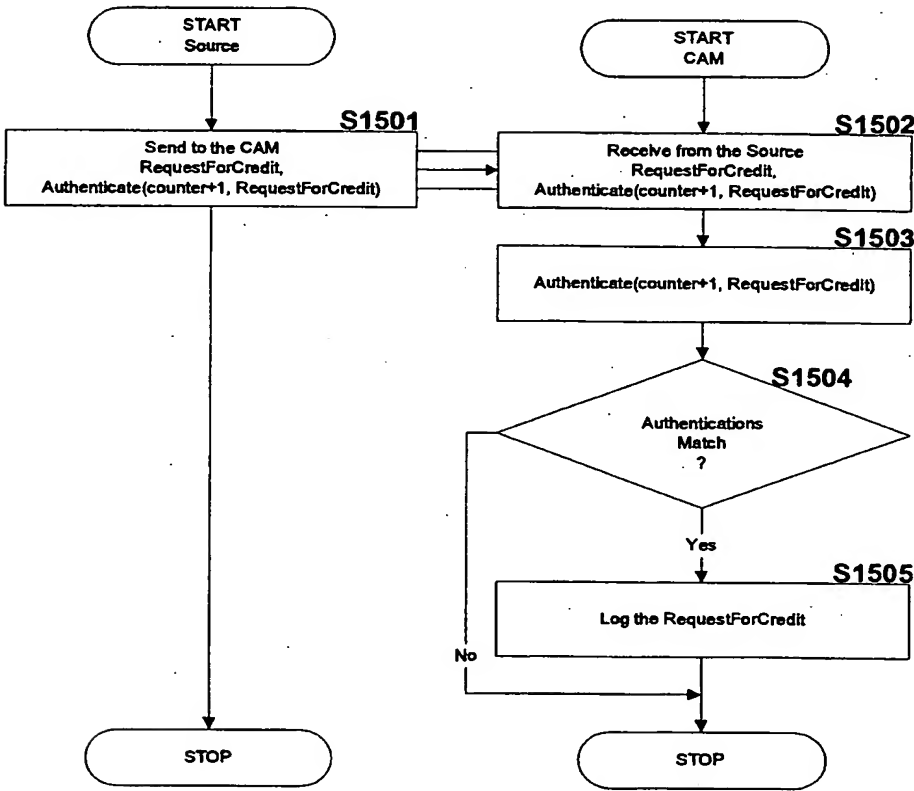 START
Source
START
CAM
S1501
Send to the CAM
RequestForCredit,
Authenticate(counter+1, RequestForCredit)
S1502
Receive from the Source
RequestForCredit,
Authenticate(counter+1, RequestForCredit)
S1503
Authenticate(counter+1, RequestForCredit)
S1504
Authentications
Match
?
Yes
S1505
Log the RequestForCredit
No
STOP
STOP